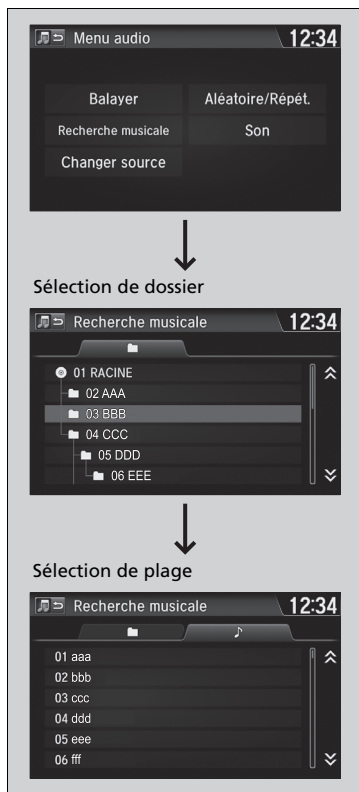 Menu audio 12:34
Balayer Aléatoire/Répét.
Recherche musicale Son
Changer source
Sélection de dossier
Recherche musicale 12:34
01 RACINE
02 AAA
03 BBB
04 CCC
05 DDD
06 EEE
Sélection de plage
Recherche musicale 12:34
01 aaa
02 bbb
03 ccc
04 ddd
05 eee
06 fff